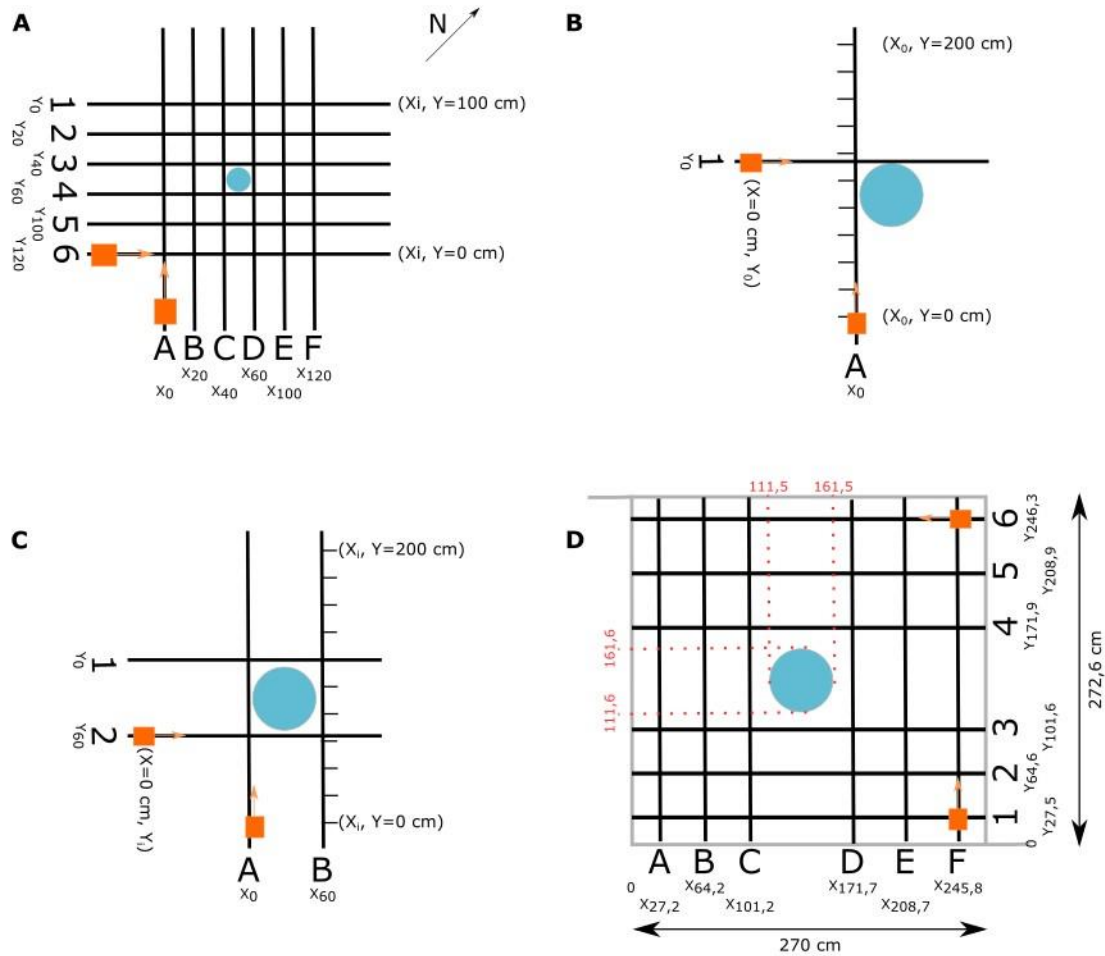 A
N
1
Y0
2
Y20
3
Y40
4
Y60
5
Y100
6
Y120
(Xi, Y=100 cm)
(Xi, Y=0 cm)
A B C D E F
X0 X20 X40 X60 X100 X120
B
(X0, Y=200 cm)
1
Y0
(X=0 cm, Y0)
(X0, Y=0 cm)
A
X0
C
(Xi, Y=200 cm)
1
Y0
2
Y60
(X=0 cm, Yi)
(Xi, Y=0 cm)
A B
X0 X60
D
111,5 161,5
161,6
111,6
6
Y246,3
5
Y208,9
4
Y171,9
3
Y101,6
2
Y64,6
1
Y27,5
0
272,6 cm
A B C D E F
0 X27,2 X64,2 X101,2 X171,7 X208,7 X245,8
270 cm